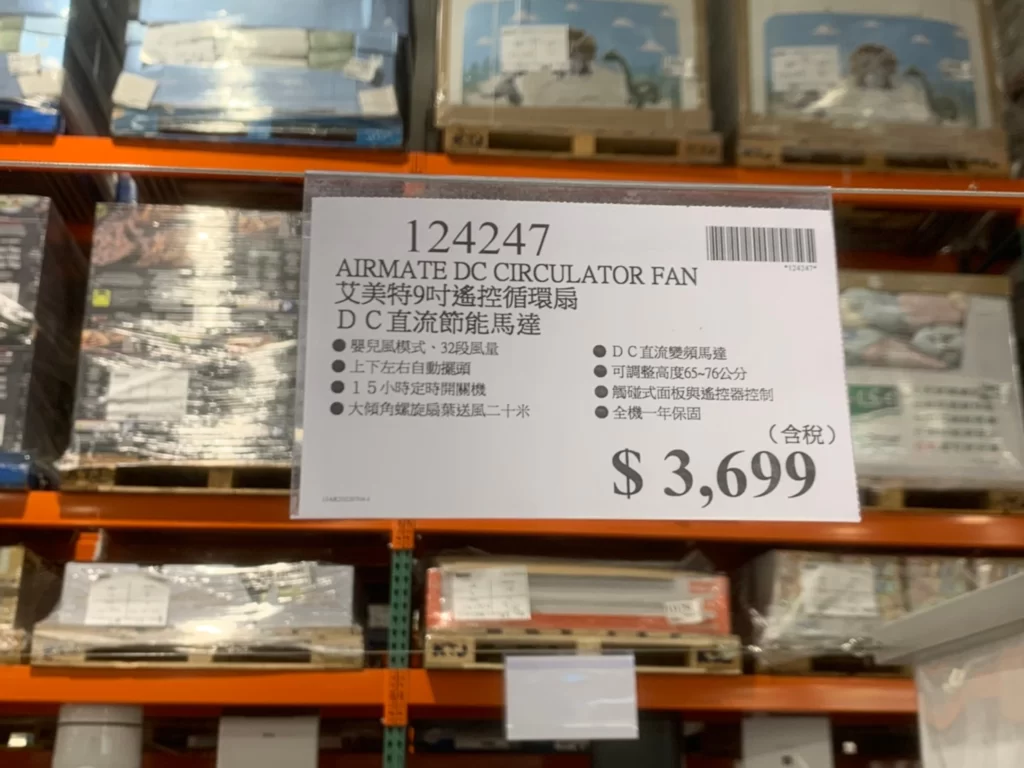 124247
*124247*
AIRMATE DC CIRCULATOR FAN
艾美特9吋遙控循環扇
ＤＣ直流節能馬達
●嬰兒風模式、32段風量
●上下左右自動擺頭
●１５小時定時開關機
●大傾角螺旋扇葉送風二十米
●ＤＣ直流變頻馬達
●可調整高度65~76公分
●觸碰式面板與遙控器控制
●全機一年保固
（含稅）
$ 3,699